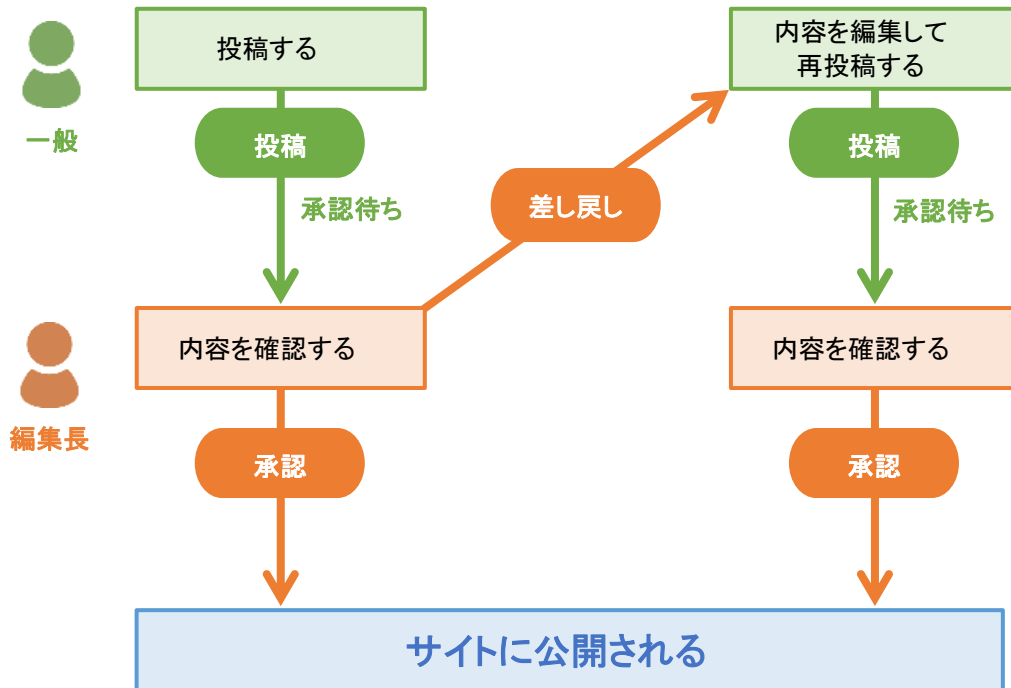 投稿する
内容を編集して
再投稿する
一般
投稿
投稿
差し戻し
承認待ち
承認待ち
内容を確認する
内容を確認する
編集長
承認
承認
サイトに公開される